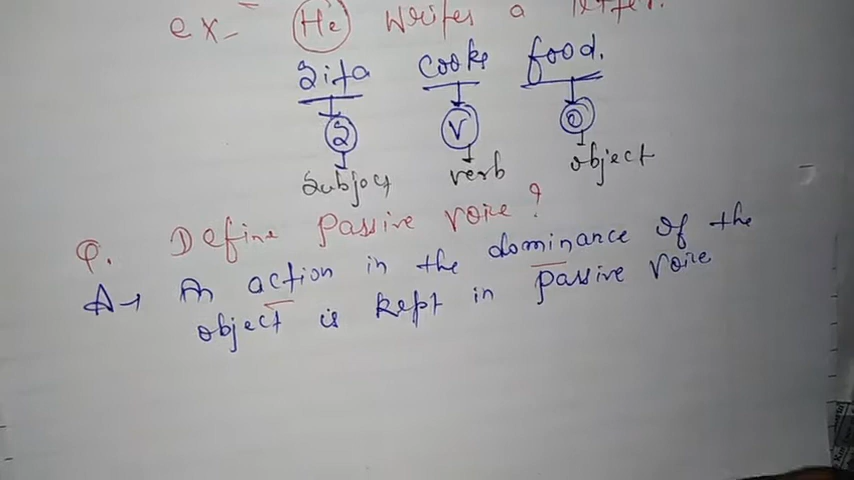 ex- He writes a letter.
Sita cooks food.
S V O
Subject verb object
Q. Define Passive voice?
A→ An action in the dominance of the
object is kept in passive voice